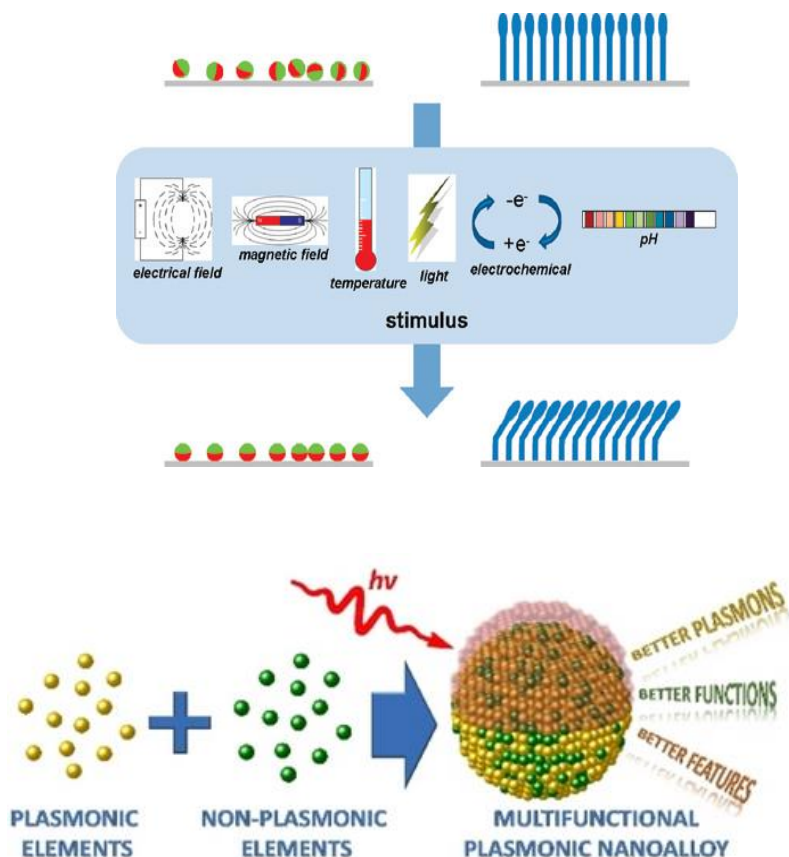 electrical field
magnetic field
temperature
light
-e-
+e-
electrochemical
pH
stimulus
hv
BETTER PLASMONS
BETTER FUNCTIONS
BETTER FEATURES
PLASMONIC
ELEMENTS
NON-PLASMONIC
ELEMENTS
MULTIFUNCTIONAL
PLASMONIC NANOALLOY